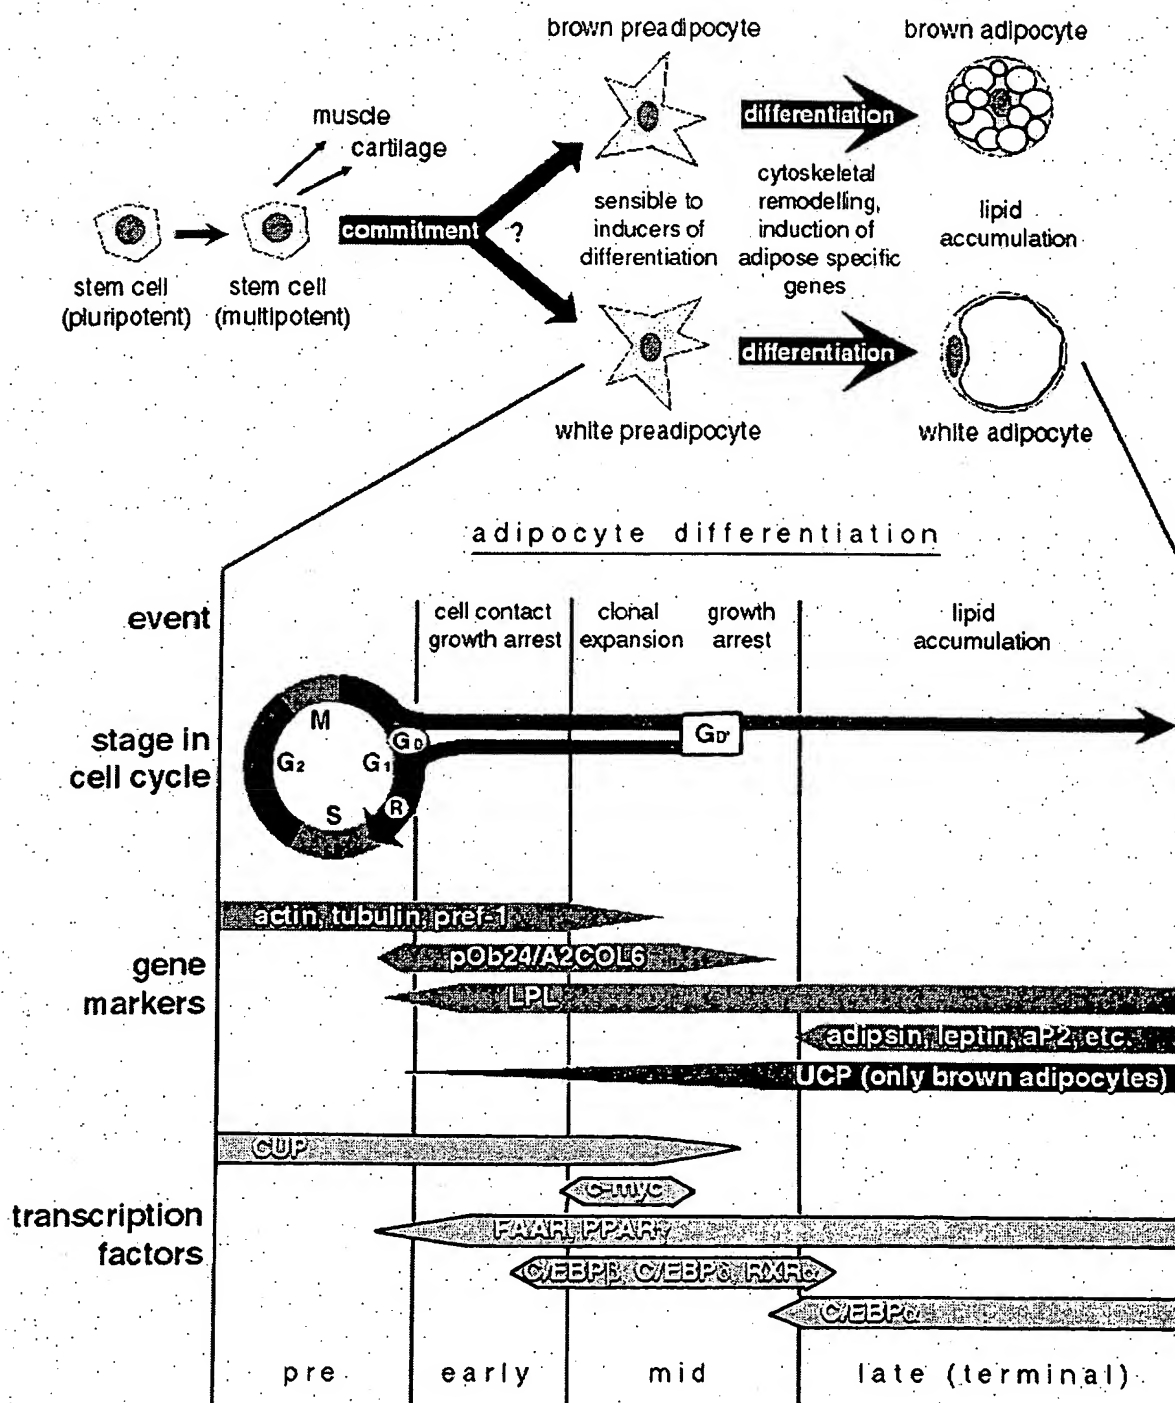 brown preadipocyte
brown adipocyte
muscle
cartilage
differentiation
commitment
?
stem cell
(pluripotent)
stem cell
(multipotent)
sensible to
inducers of
differentiation
cytoskeletal
remodelling,
induction of
adipose specific
genes
lipid
accumulation
differentiation
white preadipocyte
white adipocyte
adipocyte differentiation
event
cell contact
growth arrest
clonal
expansion
growth
arrest
lipid
accumulation
stage in
cell cycle
M
G2
G1
GD
S
R
GD'
gene
markers
actin, tubulin, pref-1
pOb24/A2COL6
LPL
adipsin, leptin, aP2, etc.
UCP (only brown adipocytes)
transcription
factors
CUP
c-myc
FAAR, PPARγ
C/EBPβ C/EBPδ RXRα
C/EBPα
pre
early
mid
late (terminal)